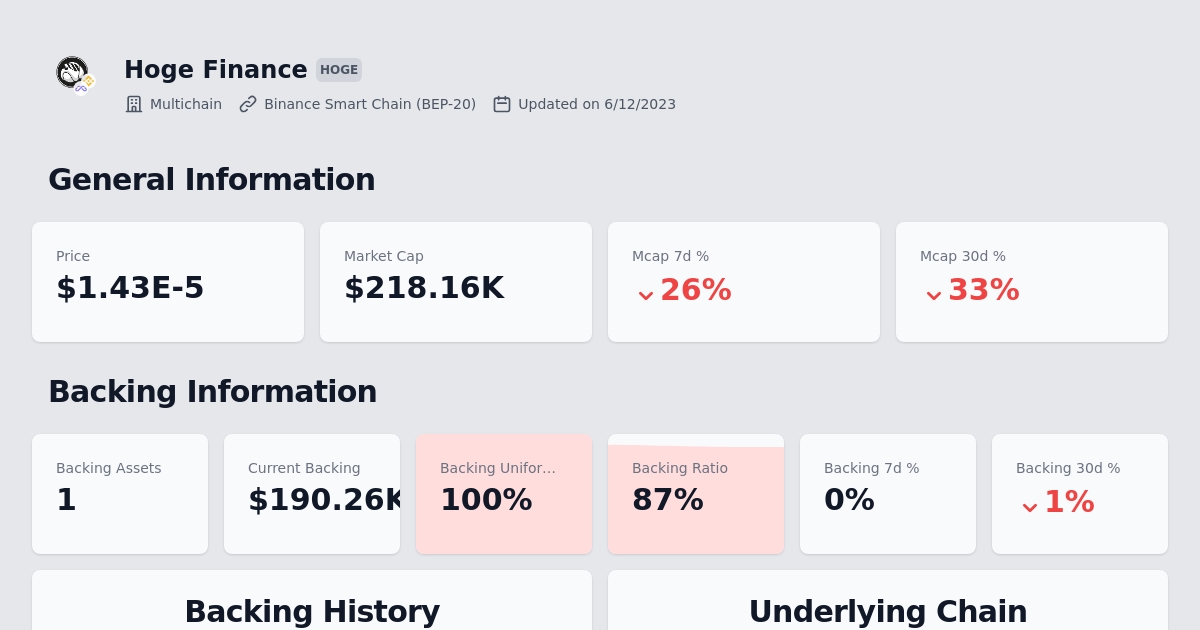 Hoge Finance HOGE
Multichain Binance Smart Chain (BEP-20) Updated on 6/12/2023
General Information
Price Market Cap Mcap 7d % Mcap 30d %
$1.43E-5 $218.16K 26% 33%
Backing Information
Backing Assets Current Backing Backing Unifor... Backing Ratio Backing 7d % Backing 30d %
1 $190.26K 100% 87% 0% 1%
Backing History Underlying Chain